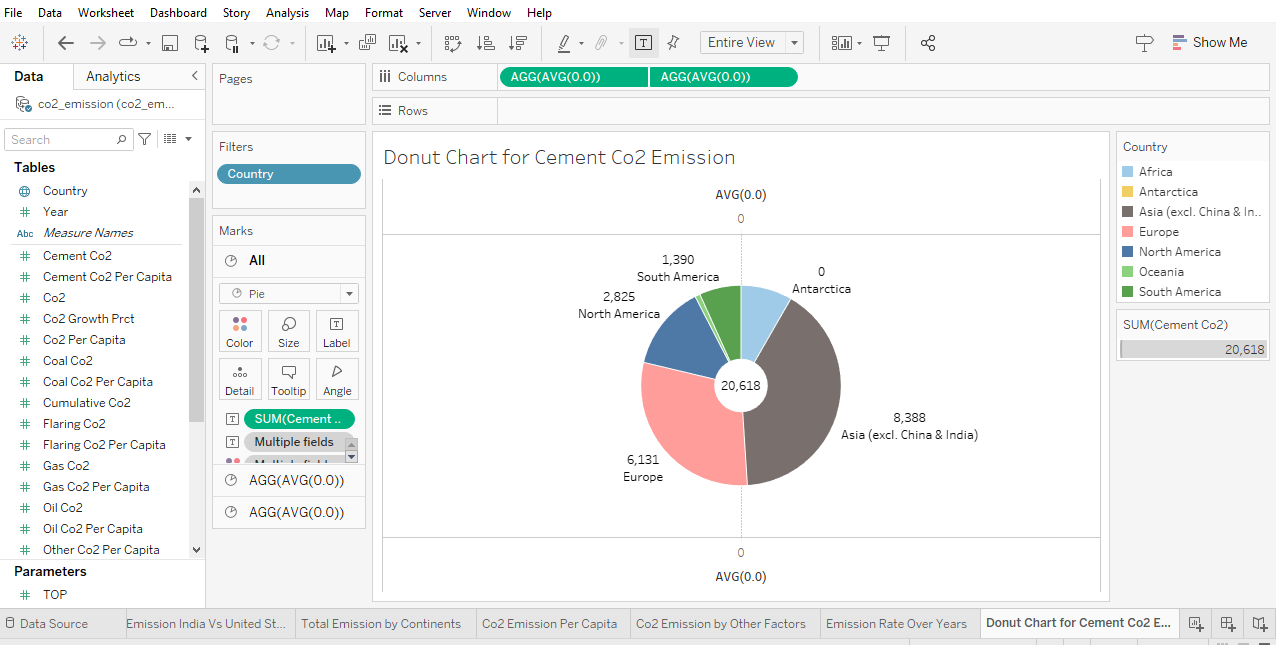 File Data Worksheet Dashboard Story Analysis Map Format Server Window Help
Entire View
Show Me
Data Analytics
co2_emission (co2_em...
Search
Tables
Country
Year
Abc Measure Names
Cement Co2
Cement Co2 Per Capita
Co2
Co2 Growth Prct
Co2 Per Capita
Coal Co2
Coal Co2 Per Capita
Cumulative Co2
Flaring Co2
Flaring Co2 Per Capita
Gas Co2
Gas Co2 Per Capita
Oil Co2
Oil Co2 Per Capita
Other Co2 Per Capita
Parameters
TOP
Pages
Filters
Country
Marks
All
Pie
Color Size Label
Detail Tooltip Angle
SUM(Cement ..
Multiple fields
AGG(AVG(0.0))
AGG(AVG(0.0))
Columns AGG(AVG(0.0)) AGG(AVG(0.0))
Rows
Donut Chart for Cement Co2 Emission
AVG(0.0)
0
1,390
South America
0
Antarctica
2,825
North America
20,618
8,388
Asia (excl. China & India)
6,131
Europe
0
AVG(0.0)
Country
Africa
Antarctica
Asia (excl. China & In..
Europe
North America
Oceania
South America
SUM(Cement Co2)
20,618
Data Source Emission India Vs United St... Total Emission by Continents Co2 Emission Per Capita Co2 Emission by Other Factors Emission Rate Over Years Donut Chart for Cement Co2 E...